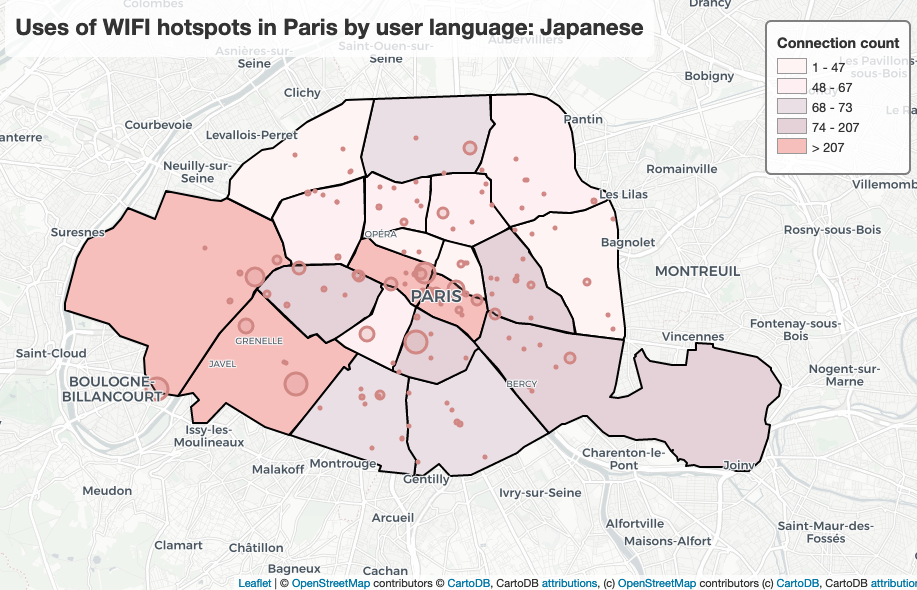 Colombes
Drancy
Uses of WIFI hotspots in Paris by user language: Japanese
Aubervilliers
Asnières-sur-
Seine
Saint-Ouen-sur-
Seine
Connection count
1 - 47
48 - 67
68 - 73
74 - 207
> 207
Les Pavillons-
sous-Bois
Bobigny
Clichy
Pantin
Courbevoie
Levallois-Perret
anterre
Neuilly-sur-
Seine
Romainville
Villemomb
Les Lilas
Suresnes
OPÉRA
Rosny-sous-Bois
Bagnolet
MONTREUIL
PARIS
Fontenay-sous-
Bois
Vincennes
GRENELLE
Saint-Cloud
JAVEL
Nogent-sur-
Marne
BOULOGNE-
BILLANCOURT
BERCY
Issy-les-
Moulineaux
Charenton-le-
Pont
Joinv
Malakoff
Montrouge
Gentilly
Meudon
Ivry-sur-Seine
Arcueil
Alfortville
Maisons-Alfort
Saint-Maur-des-
Fossés
Clamart
Châtillon
Bagneux
Cachan
Leaflet | © OpenStreetMap contributors © CartoDB, CartoDB attributions, (c) OpenStreetMap contributors (c) CartoDB, CartoDB attribution